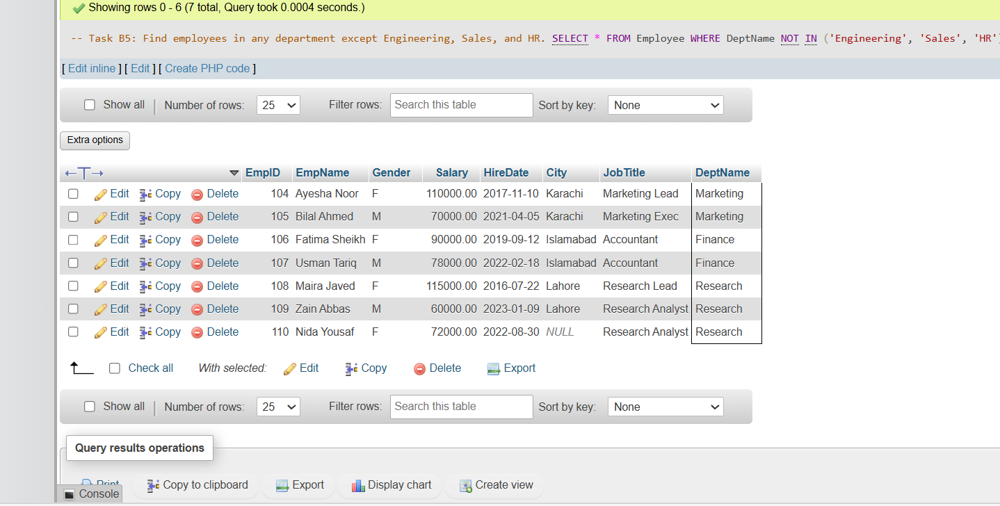 Showing rows 0 - 6 (7 total, Query took 0.0004 seconds.)
-- Task B5: Find employees in any department except Engineering, Sales, and HR. SELECT * FROM Employee WHERE DeptName NOT IN ('Engineering', 'Sales', 'HR')
[ Edit inline ] [ Edit ] [ Create PHP code ]
Show all | Number of rows: 25 Filter rows: Search this table Sort by key: None
Extra options
←T→ EmpID EmpName Gender Salary HireDate City JobTitle DeptName
Edit Copy Delete 104 Ayesha Noor F 110000.00 2017-11-10 Karachi Marketing Lead Marketing
Edit Copy Delete 105 Bilal Ahmed M 70000.00 2021-04-05 Karachi Marketing Exec Marketing
Edit Copy Delete 106 Fatima Sheikh F 90000.00 2019-09-12 Islamabad Accountant Finance
Edit Copy Delete 107 Usman Tariq M 78000.00 2022-02-18 Islamabad Accountant Finance
Edit Copy Delete 108 Maira Javed F 115000.00 2016-07-22 Lahore Research Lead Research
Edit Copy Delete 109 Zain Abbas M 60000.00 2023-01-09 Lahore Research Analyst Research
Edit Copy Delete 110 Nida Yousaf F 72000.00 2022-08-30 NULL Research Analyst Research
Check all With selected: Edit Copy Delete Export
Show all | Number of rows: 25 Filter rows: Search this table Sort by key: None
Query results operations
Print Copy to clipboard Export Display chart Create view
Console